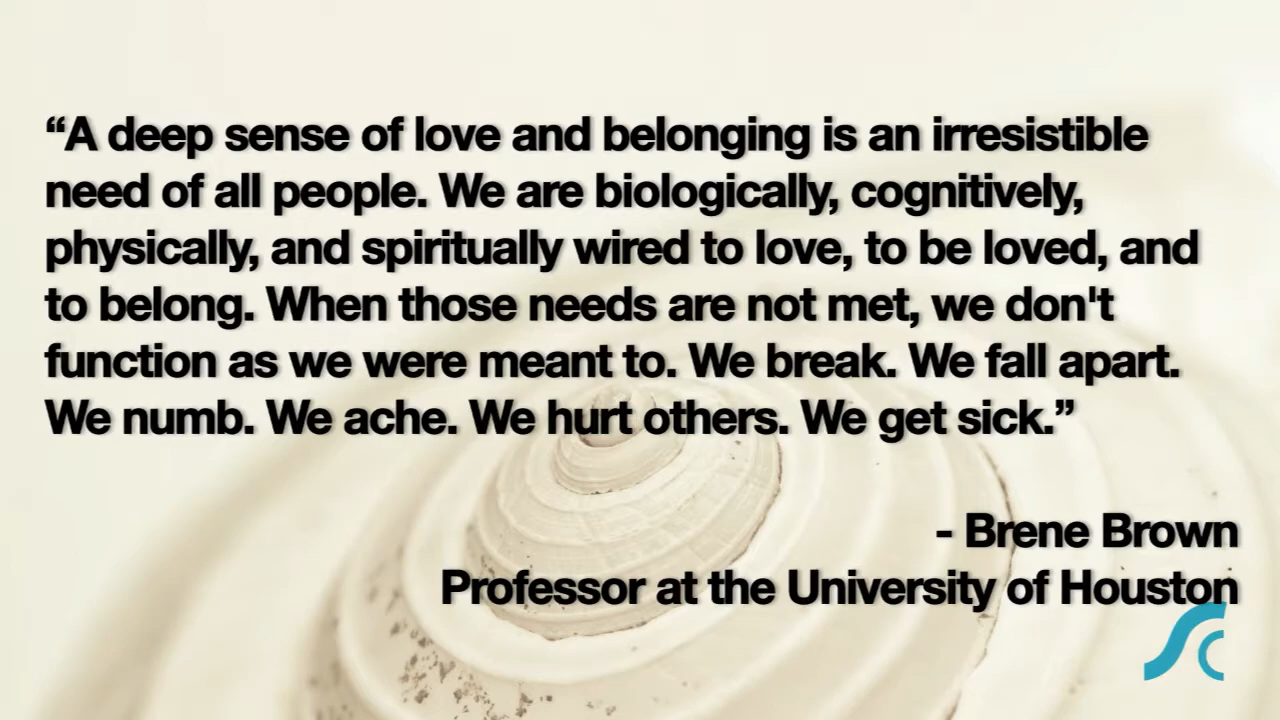 “A deep sense of love and belonging is an irresistible
need of all people. We are biologically, cognitively,
physically, and spiritually wired to love, to be loved, and
to belong. When those needs are not met, we don't
function as we were meant to. We break. We fall apart.
We numb. We ache. We hurt others. We get sick.”
- Brene Brown
Professor at the University of Houston
SC